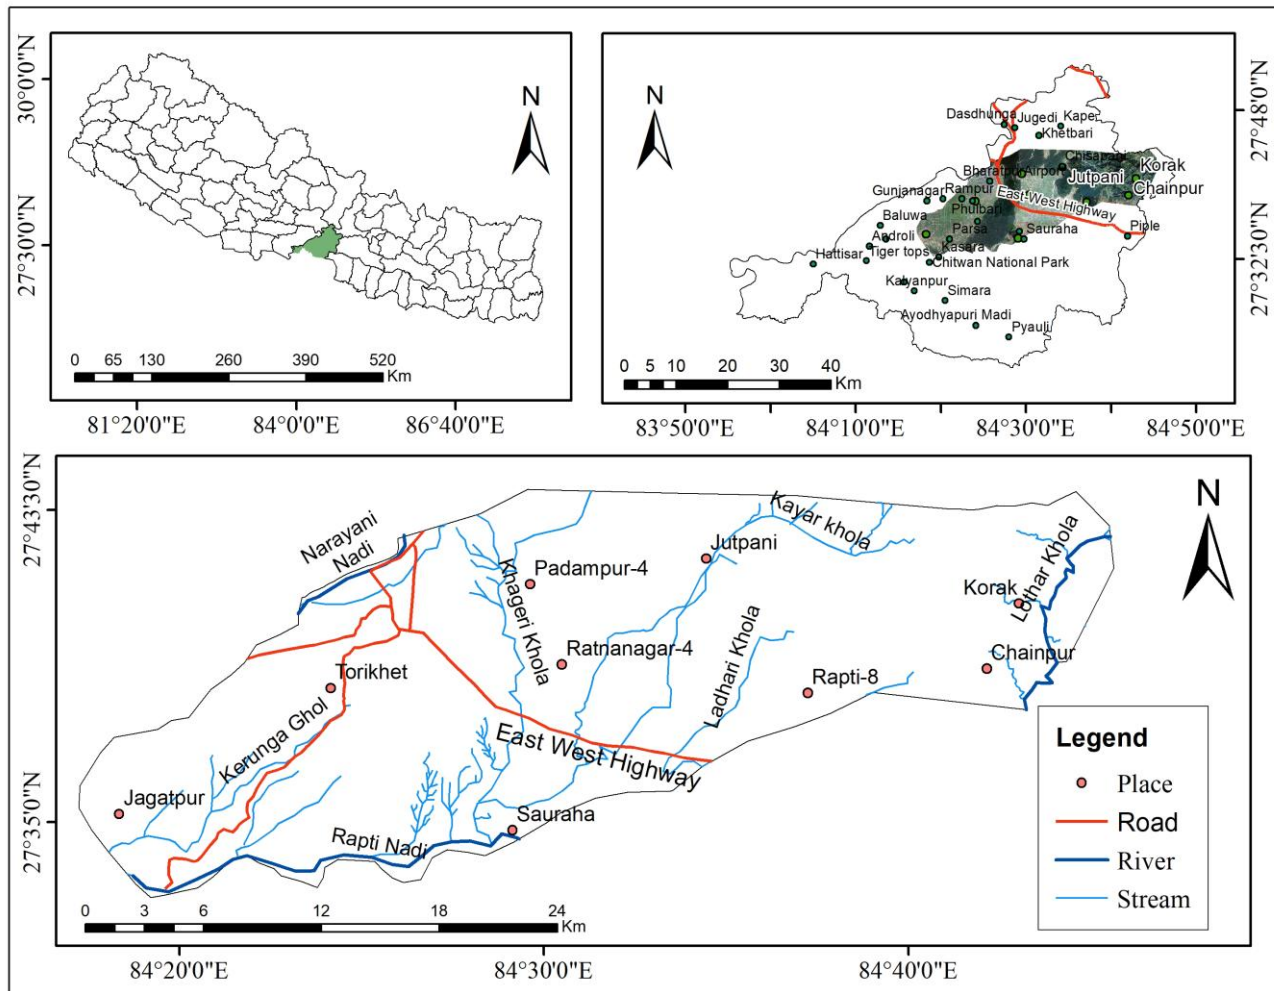 30°0'0"N
27°30'0"N
N
0 65 130 260 390 520
Km
81°20'0"E 84°0'0"E 86°40'0"E
N
27°48'0"N
27°32'30"N
Dasdhunga
Jugedi
Kape
Khetbari
Chisapani
Korak
Bharatpur Airport
Jutpani
Chainpur
Gunjanagar
Rampur
East-West Highway
Phulbari
Baluwa
Parsa
Sauraha
Piple
Androli
Kasara
Hattisar
Tiger tops
Chitwan National Park
Kalyanpur
Simara
Ayodhyapuri Madi
Pyauli
0 5 10 20 30 40
Km
83°50'0"E 84°10'0"E 84°30'0"E 84°50'0"E
27°43'30"N
27°35'0"N
N
Narayani
Nadi
Kayar khola
Jutpani
Khageri Khola
Padampur-4
Lothar Khola
Korak
Ratnanagar-4
Ladhari Khola
Chainpur
Torikhet
Rapti-8
Kerunga Ghol
East West Highway
Jagatpur
Sauraha
Rapti Nadi
Legend
Place
Road
River
Stream
0 3 6 12 18 24
Km
84°20'0"E 84°30'0"E 84°40'0"E